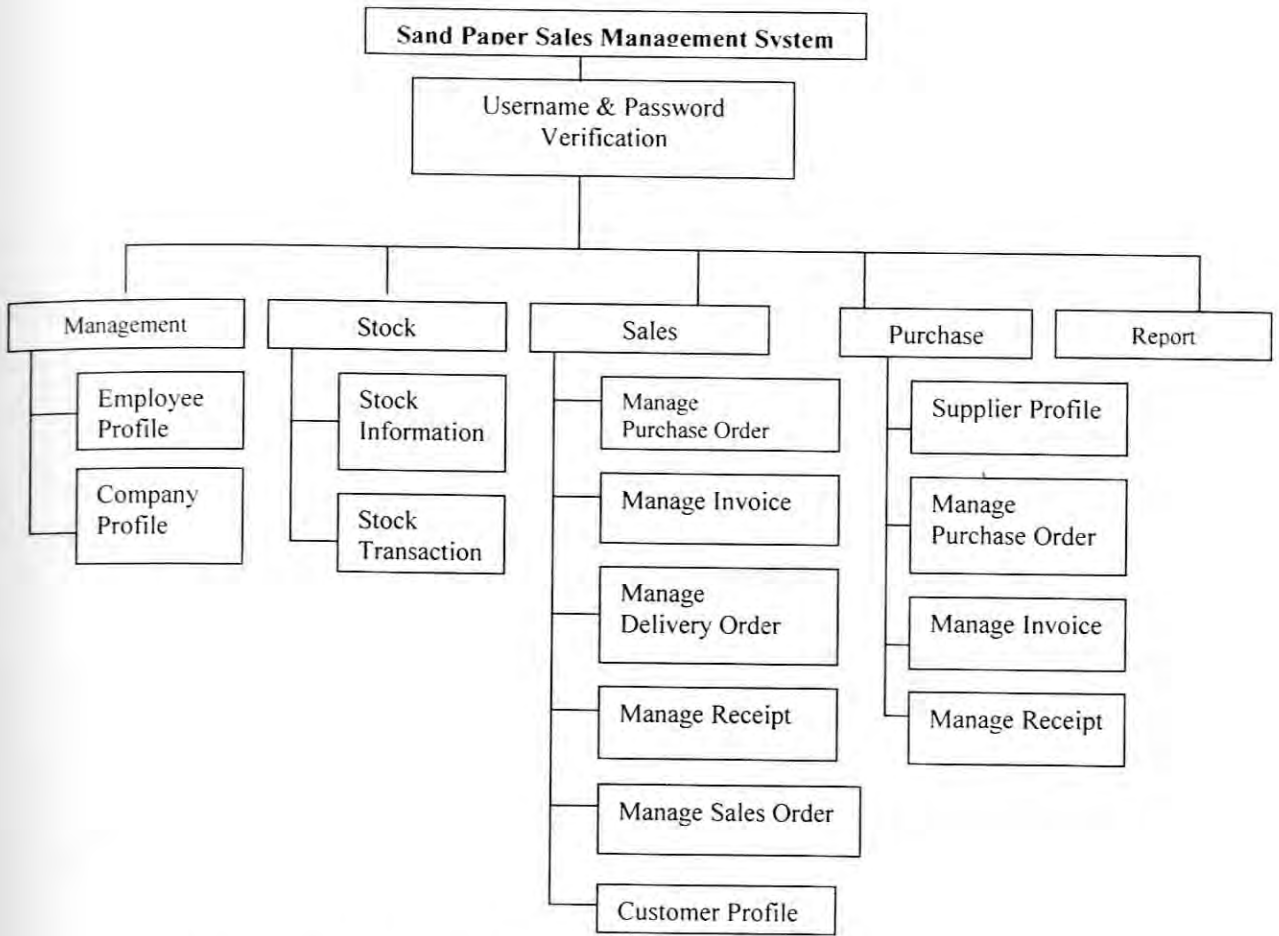 Sand Paper Sales Management System
Username & Password
Verification
Management
Stock
Sales
Purchase
Report
Employee
Profile
Company
Profile
Stock
Information
Stock
Transaction
Manage
Purchase Order
Manage Invoice
Manage
Delivery Order
Manage Receipt
Manage Sales Order
Customer Profile
Supplier Profile
Manage
Purchase Order
Manage Invoice
Manage Receipt